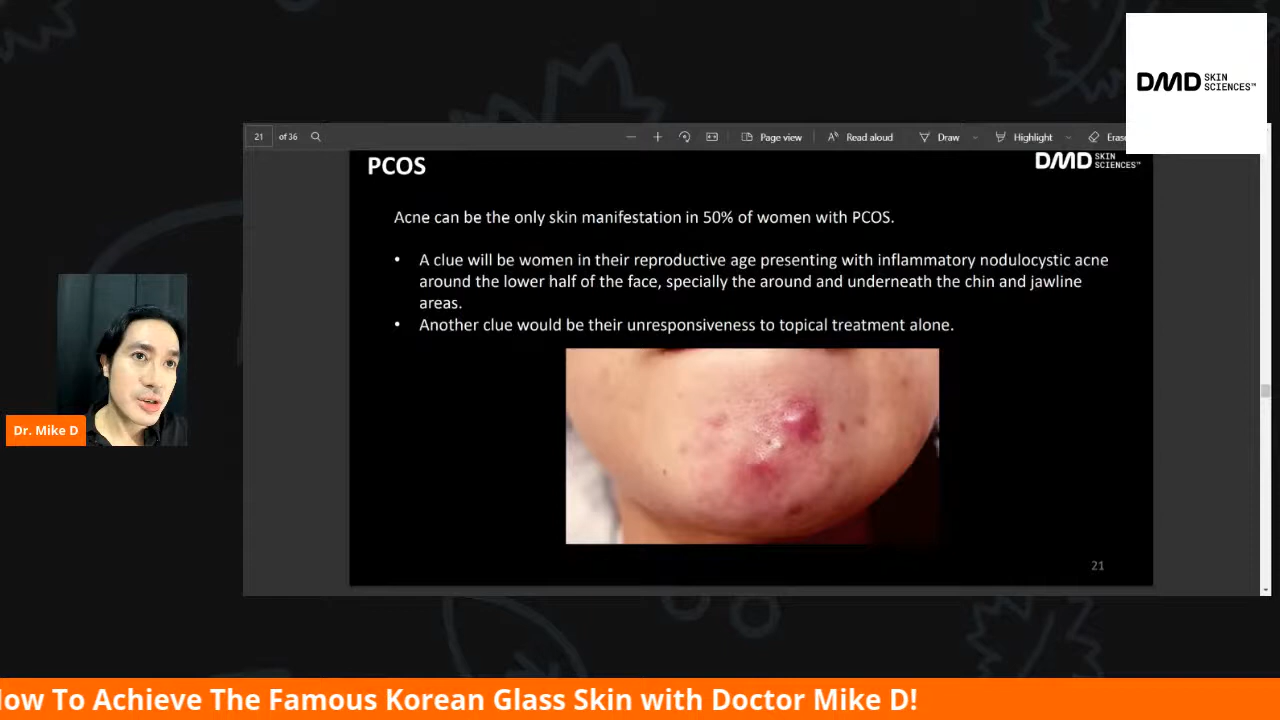 DMD SKIN
SCIENCES™
21 of 36
Page view
Read aloud
Draw
Highlight
Eras
PCOS
DMD SKIN
SCIENCES™
Acne can be the only skin manifestation in 50% of women with PCOS.
• A clue will be women in their reproductive age presenting with inflammatory nodulocystic acne
around the lower half of the face, specially the around and underneath the chin and jawline
areas.
• Another clue would be their unresponsiveness to topical treatment alone.
Dr. Mike D
21
How To Achieve The Famous Korean Glass Skin with Doctor Mike D!